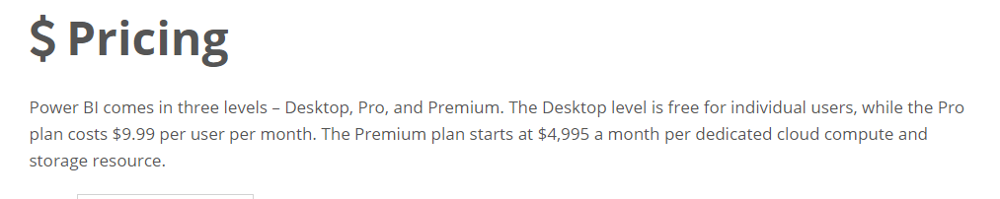 $ Pricing
Power BI comes in three levels – Desktop, Pro, and Premium. The Desktop level is free for individual users, while the Pro
plan costs $9.99 per user per month. The Premium plan starts at $4,995 a month per dedicated cloud compute and
storage resource.